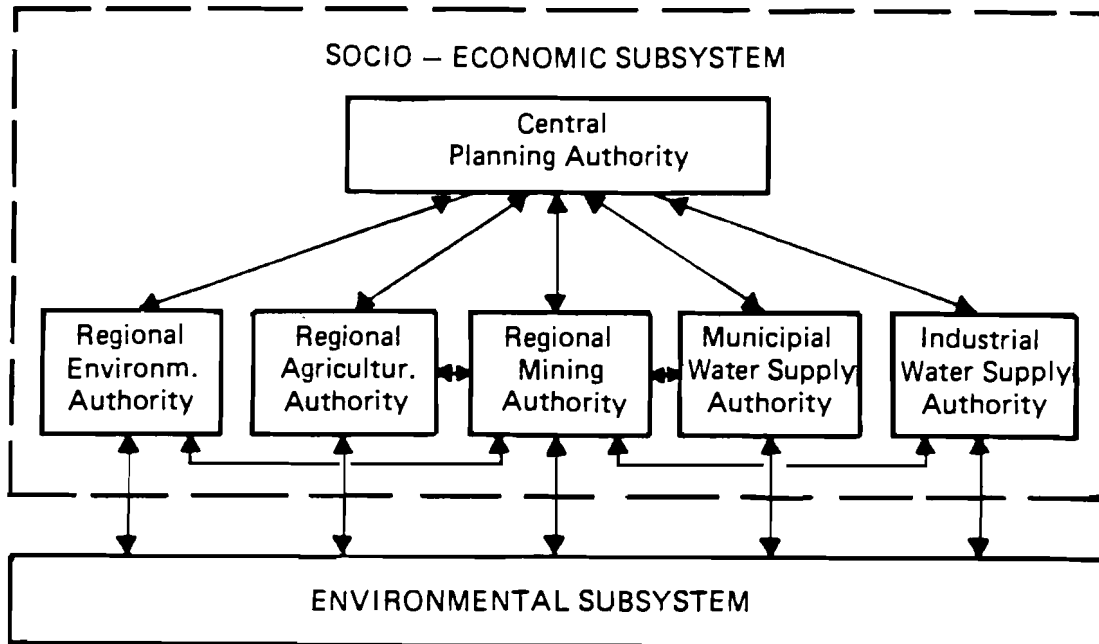 SOCIO – ECONOMIC SUBSYSTEM
Central
Planning Authority
Regional
Environm.
Authority
Regional
Agricultur.
Authority
Regional
Mining
Authority
Municipial
Water Supply
Authority
Industrial
Water Supply
Authority
ENVIRONMENTAL SUBSYSTEM